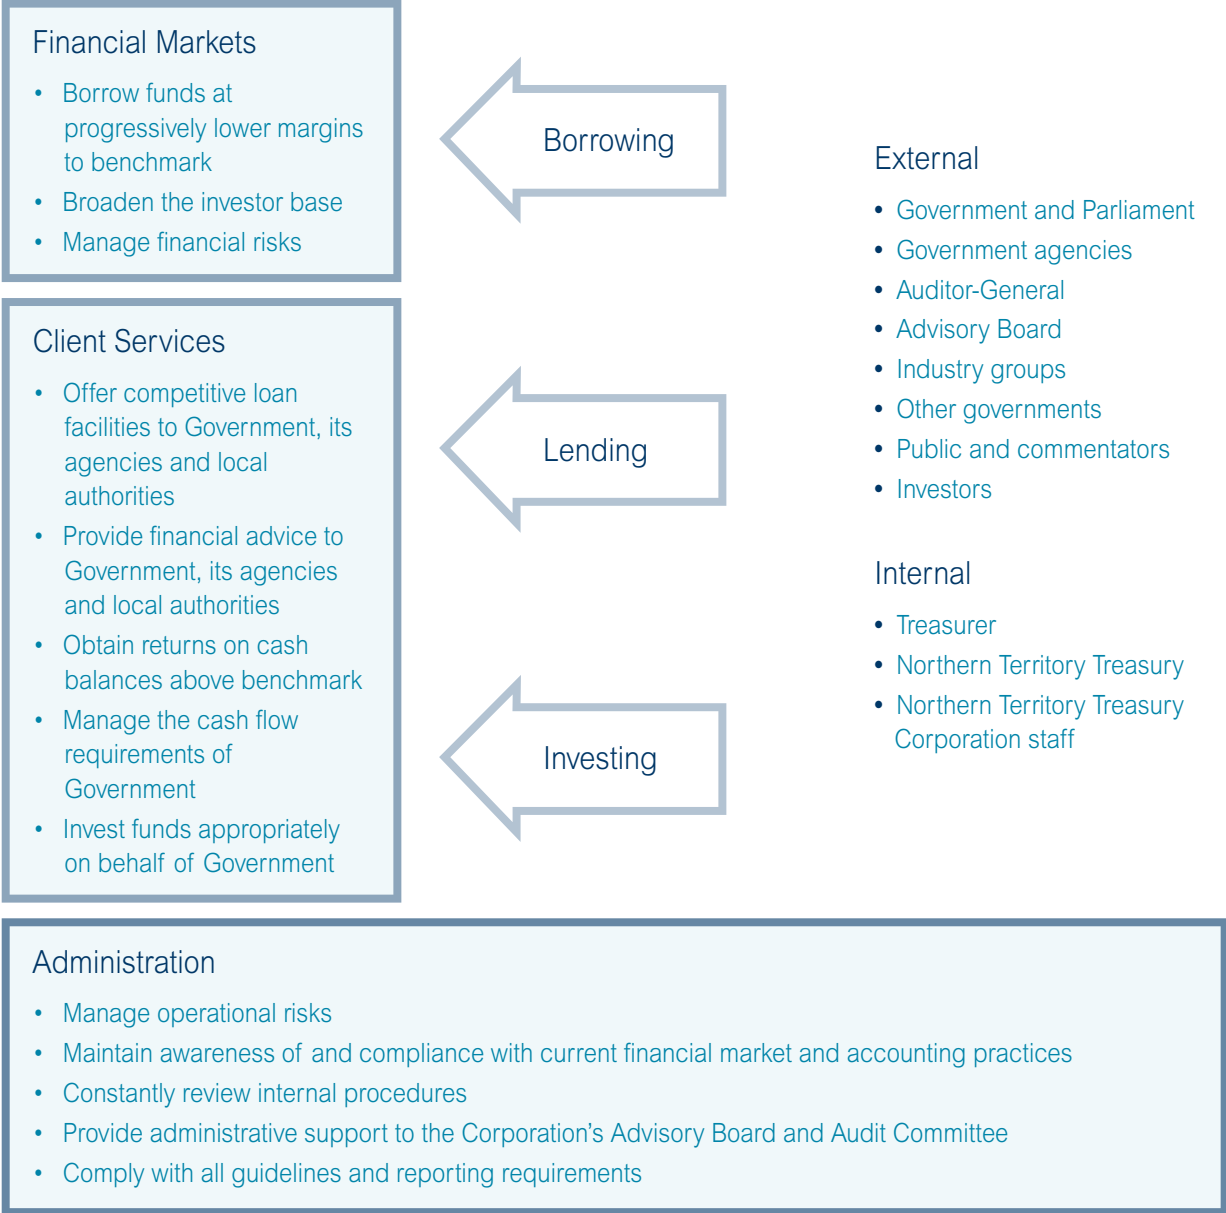 Financial Markets
• Borrow funds at
progressively lower margins
to benchmark
• Broaden the investor base
• Manage financial risks
Client Services
• Offer competitive loan
facilities to Government, its
agencies and local
authorities
• Provide financial advice to
Government, its agencies
and local authorities
• Obtain returns on cash
balances above benchmark
• Manage the cash flow
requirements of
Government
• Invest funds appropriately
on behalf of Government
Borrowing
Lending
Investing
External
• Government and Parliament
• Government agencies
• Auditor-General
• Advisory Board
• Industry groups
• Other governments
• Public and commentators
• Investors
Internal
• Treasurer
• Northern Territory Treasury
• Northern Territory Treasury
Corporation staff
Administration
• Manage operational risks
• Maintain awareness of and compliance with current financial market and accounting practices
• Constantly review internal procedures
• Provide administrative support to the Corporation’s Advisory Board and Audit Committee
• Comply with all guidelines and reporting requirements